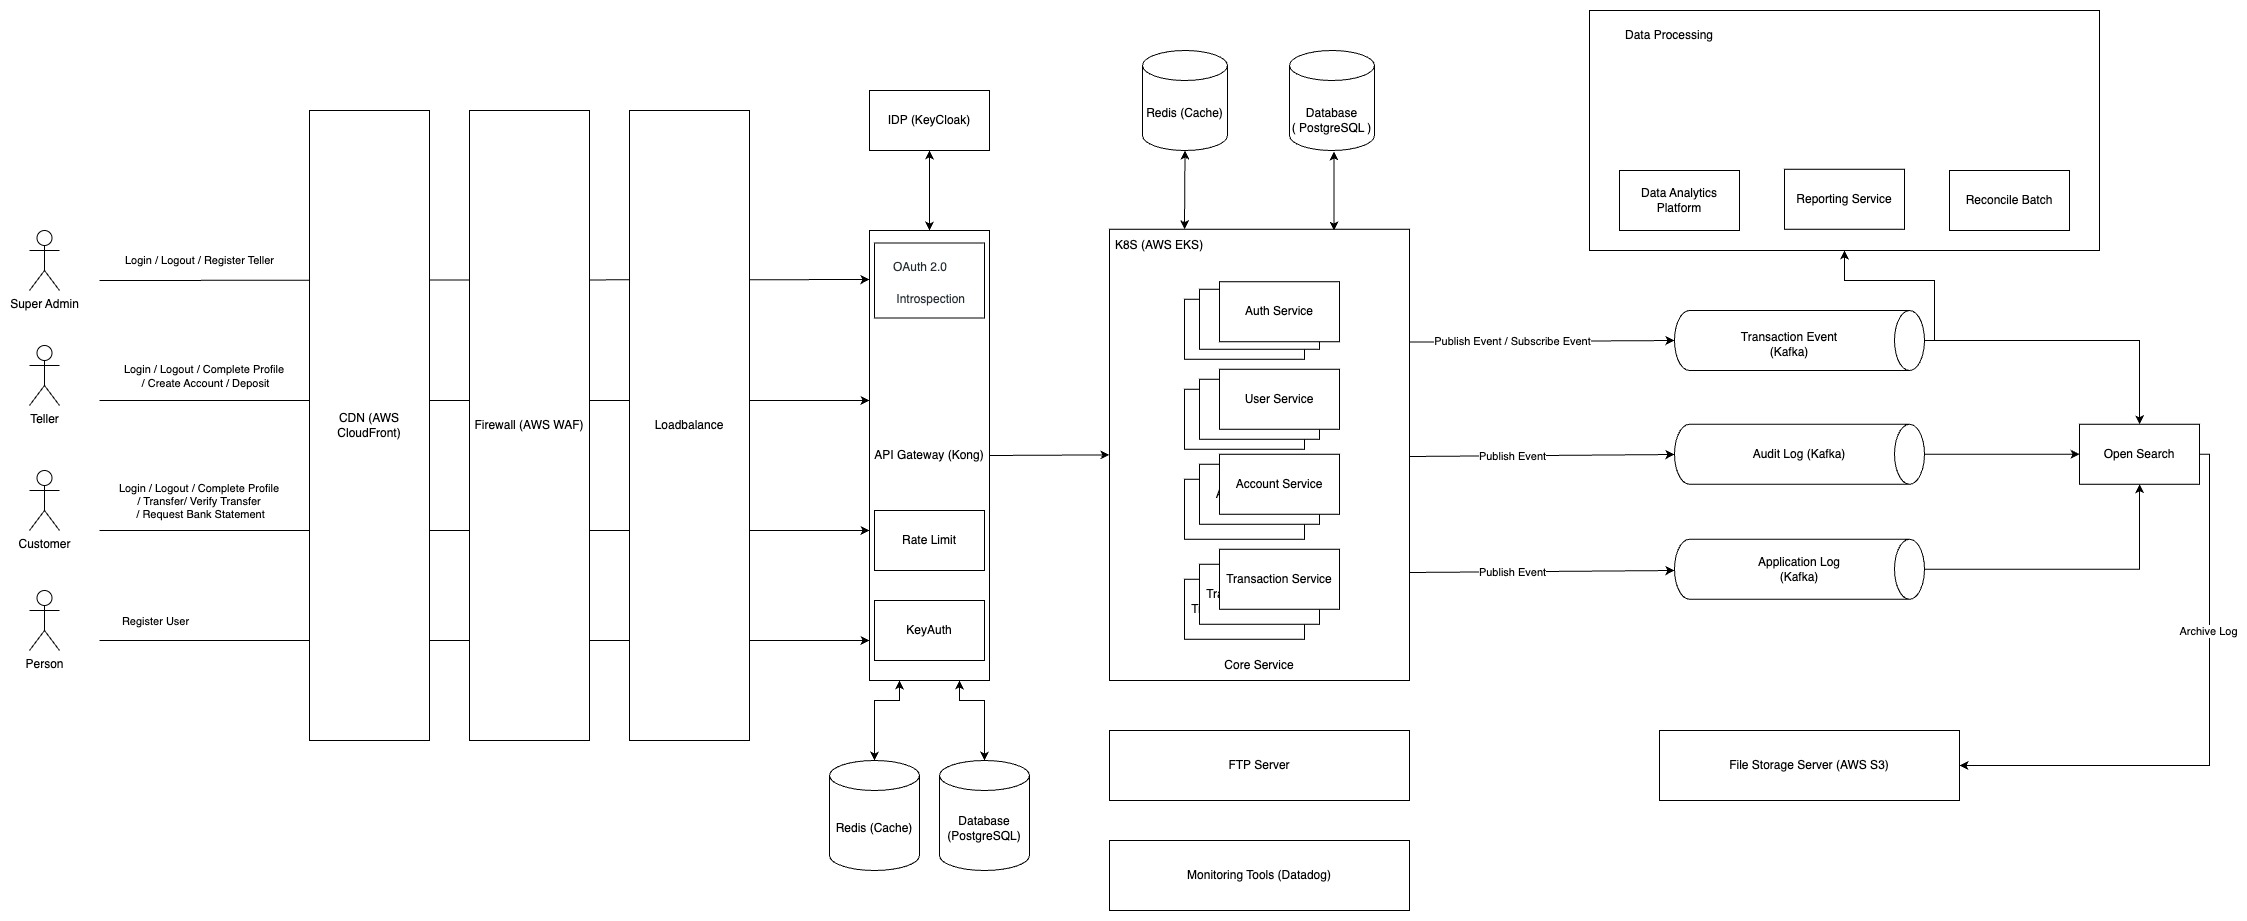 Data Processing
Data Analytics
Platform
Reporting Service
Reconcile Batch
Redis (Cache)
Database
( PostgreSQL )
IDP (KeyCloak)
Super Admin
Login / Logout / Register Teller
Teller
Login / Logout / Complete Profile
/ Create Account / Deposit
Customer
Login / Logout / Complete Profile
/ Transfer/ Verify Transfer
/ Request Bank Statement
Person
Register User
CDN (AWS
CloudFront)
Firewall (AWS WAF)
Loadbalance
OAuth 2.0
Introspection
API Gateway (Kong)
Rate Limit
KeyAuth
Redis (Cache)
Database
(PostgreSQL)
K8S (AWS EKS)
Auth Service
User Service
A
Account Service
T
Tra
Transaction Service
Core Service
Publish Event / Subscribe Event
Transaction Event
(Kafka)
Publish Event
Audit Log (Kafka)
Publish Event
Application Log
(Kafka)
Open Search
Archive Log
FTP Server
File Storage Server (AWS S3)
Monitoring Tools (Datadog)